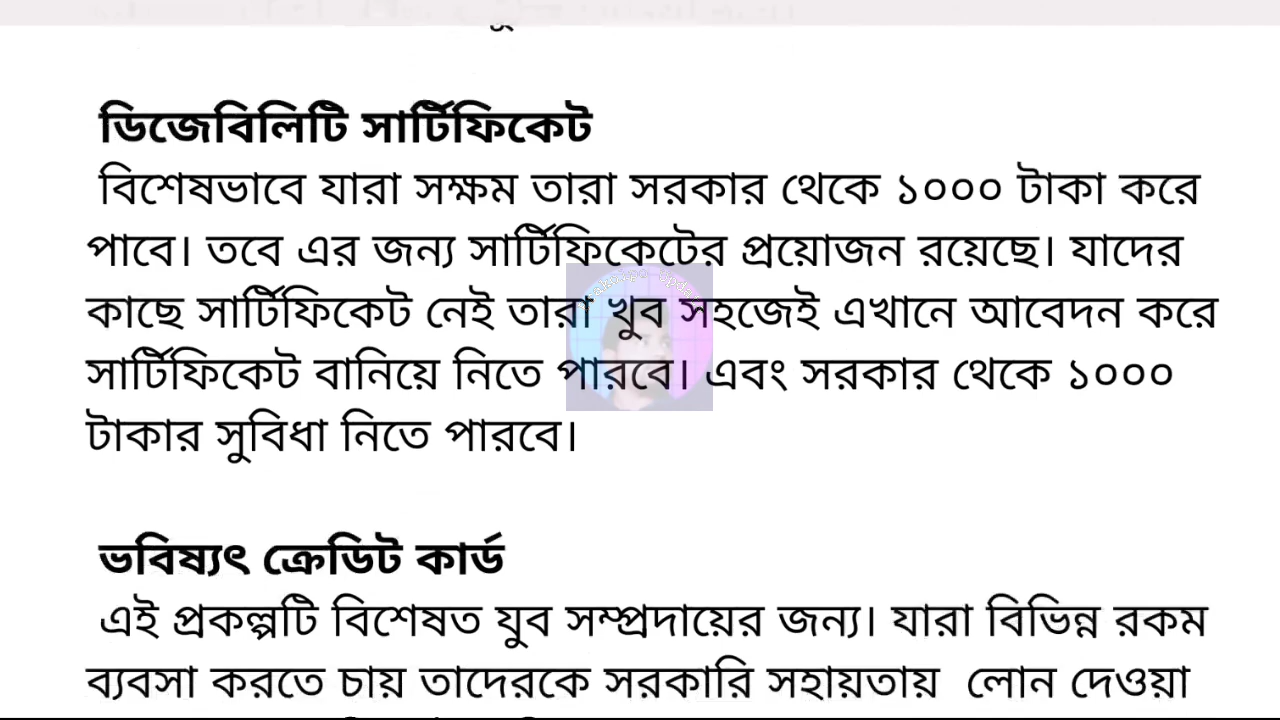 ডিজেবিলিটি সার্টিফিকেট
বিশেষভাবে যারা সক্ষম তারা সরকার থেকে ১০০০ টাকা করে
পাবে। তবে এর জন্য সার্টিফিকেটের প্রয়োজন রয়েছে। যাদের
কাছে সার্টিফিকেট নেই তারা খুব সহজেই এখানে আবেদন করে
সার্টিফিকেট বানিয়ে নিতে পারবে। এবং সরকার থেকে ১০০০
টাকার সুবিধা নিতে পারবে।
ভবিষ্যৎ ক্রেডিট কার্ড
এই প্রকল্পটি বিশেষত যুব সম্প্রদায়ের জন্য। যারা বিভিন্ন রকম
ব্যবসা করতে চায় তাদেরকে সরকারি সহায়তায় লোন দেওয়া